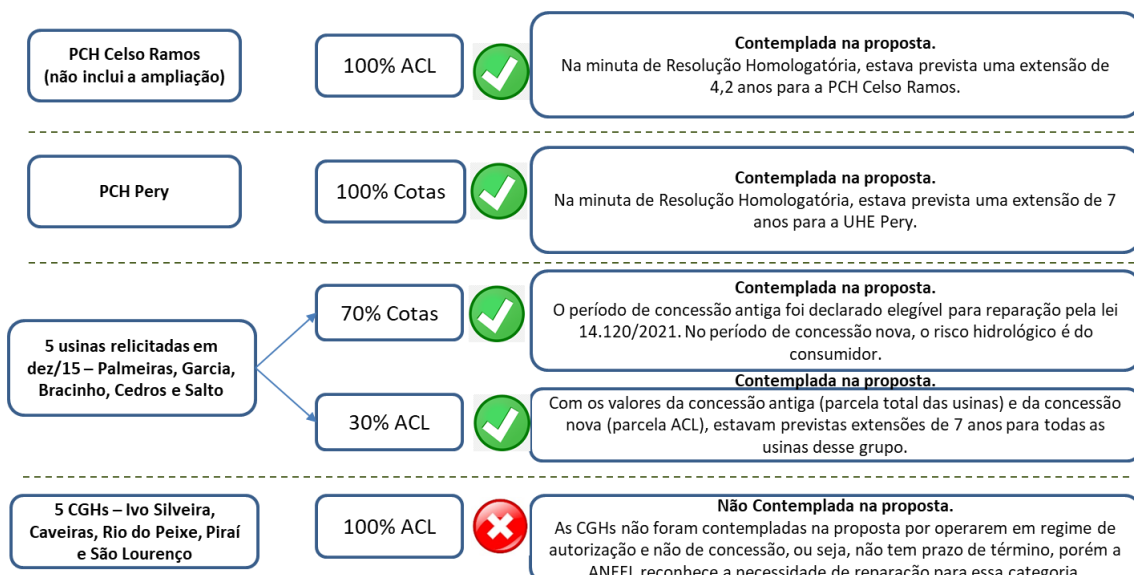 PCH Celso Ramos
(não inclui a ampliação)
100% ACL
Contemplada na proposta.
Na minuta de Resolução Homologatória, estava prevista uma extensão de
4,2 anos para a PCH Celso Ramos.
PCH Pery
100% Cotas
Contemplada na proposta.
Na minuta de Resolução Homologatória, estava prevista uma extensão de 7
anos para a UHE Pery.
5 usinas relicitadas em
dez/15 – Palmeiras, Garcia,
Bracinho, Cedros e Salto
70% Cotas
Contemplada na proposta.
O período de concessão antiga foi declarado elegível para reparação pela lei
14.120/2021. No período de concessão nova, o risco hidrológico é do
consumidor.
30% ACL
Contemplada na proposta.
Com os valores da concessão antiga (parcela total das usinas) e da concessão
nova (parcela ACL), estavam previstas extensões de 7 anos para todas as
usinas desse grupo.
5 CGHs – Ivo Silveira,
Caveiras, Rio do Peixe, Piraí
e São Lourenço
100% ACL
Não Contemplada na proposta.
As CGHs não foram contempladas na proposta por operarem em regime de
autorização e não de concessão, ou seja, não tem prazo de término, porém a
ANEEL reconhece a necessidade de reparação para essa categoria